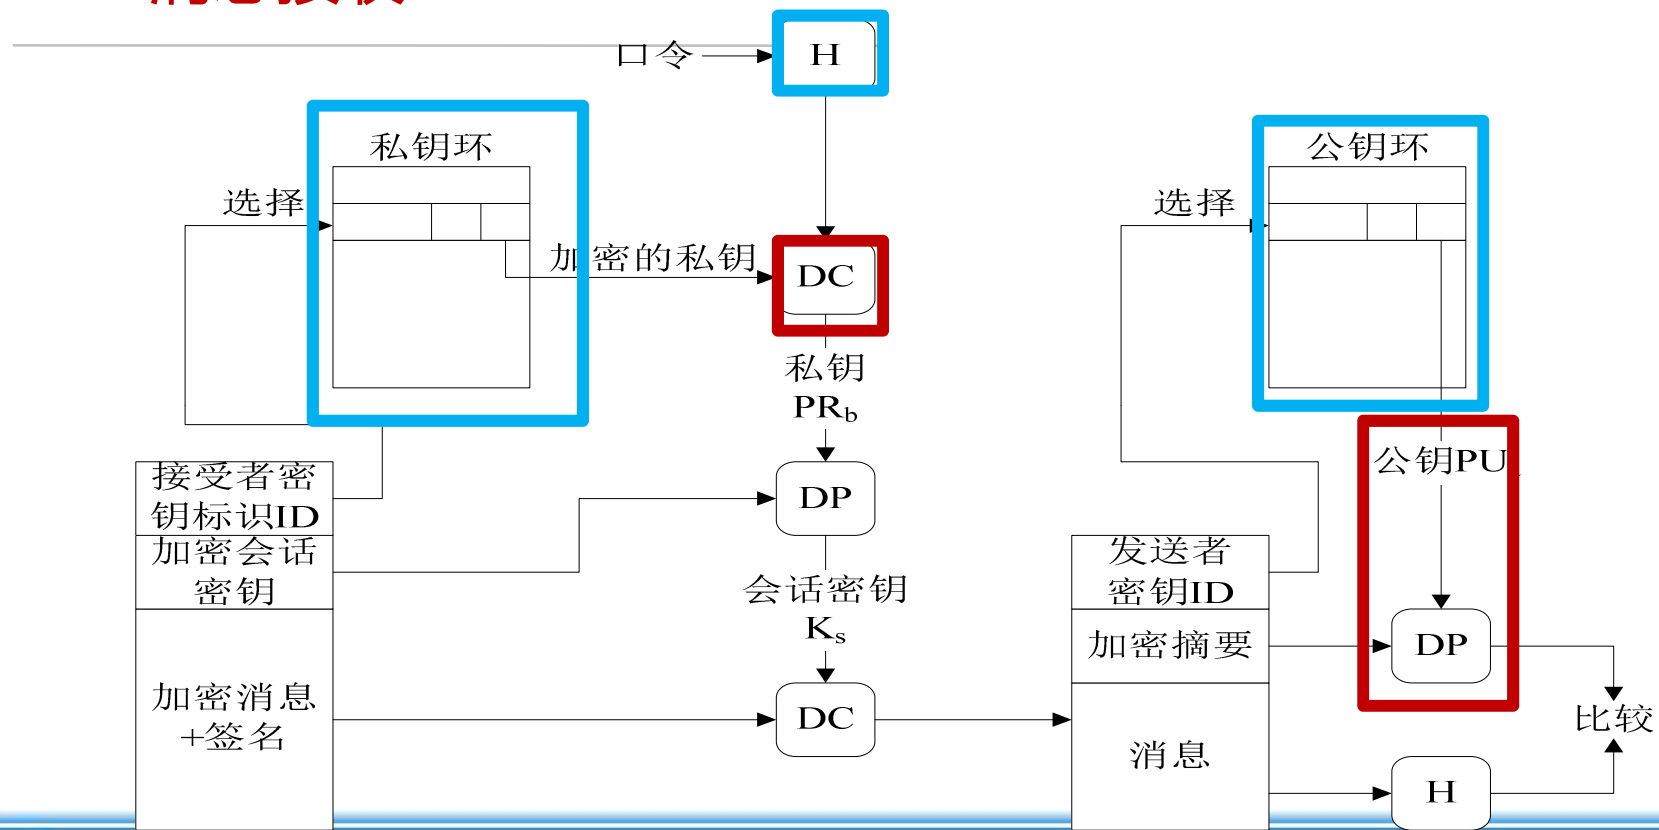 口令
H
私钥环
公钥环
选择
选择
加密的私钥
DC
私钥
PRb
公钥PU
接受者密
钥标识ID
DP
加密会话
密钥
发送者
密钥ID
会话密钥
Ks
加密摘要
DP
加密消息
+签名
DC
比较
消息
H